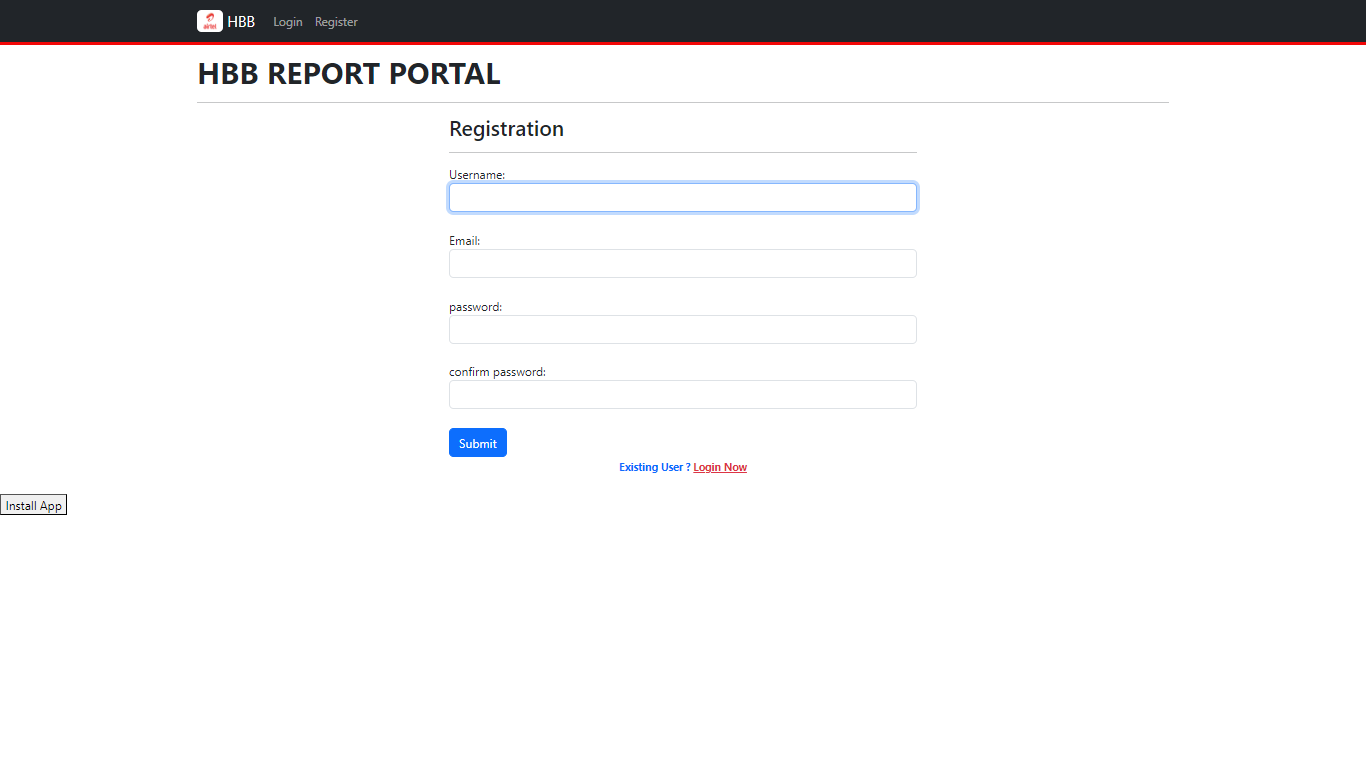 airtel HBB Login Register
HBB REPORT PORTAL
Registration
Username:
Email:
password:
confirm password:
Submit
Existing User ? Login Now
Install App